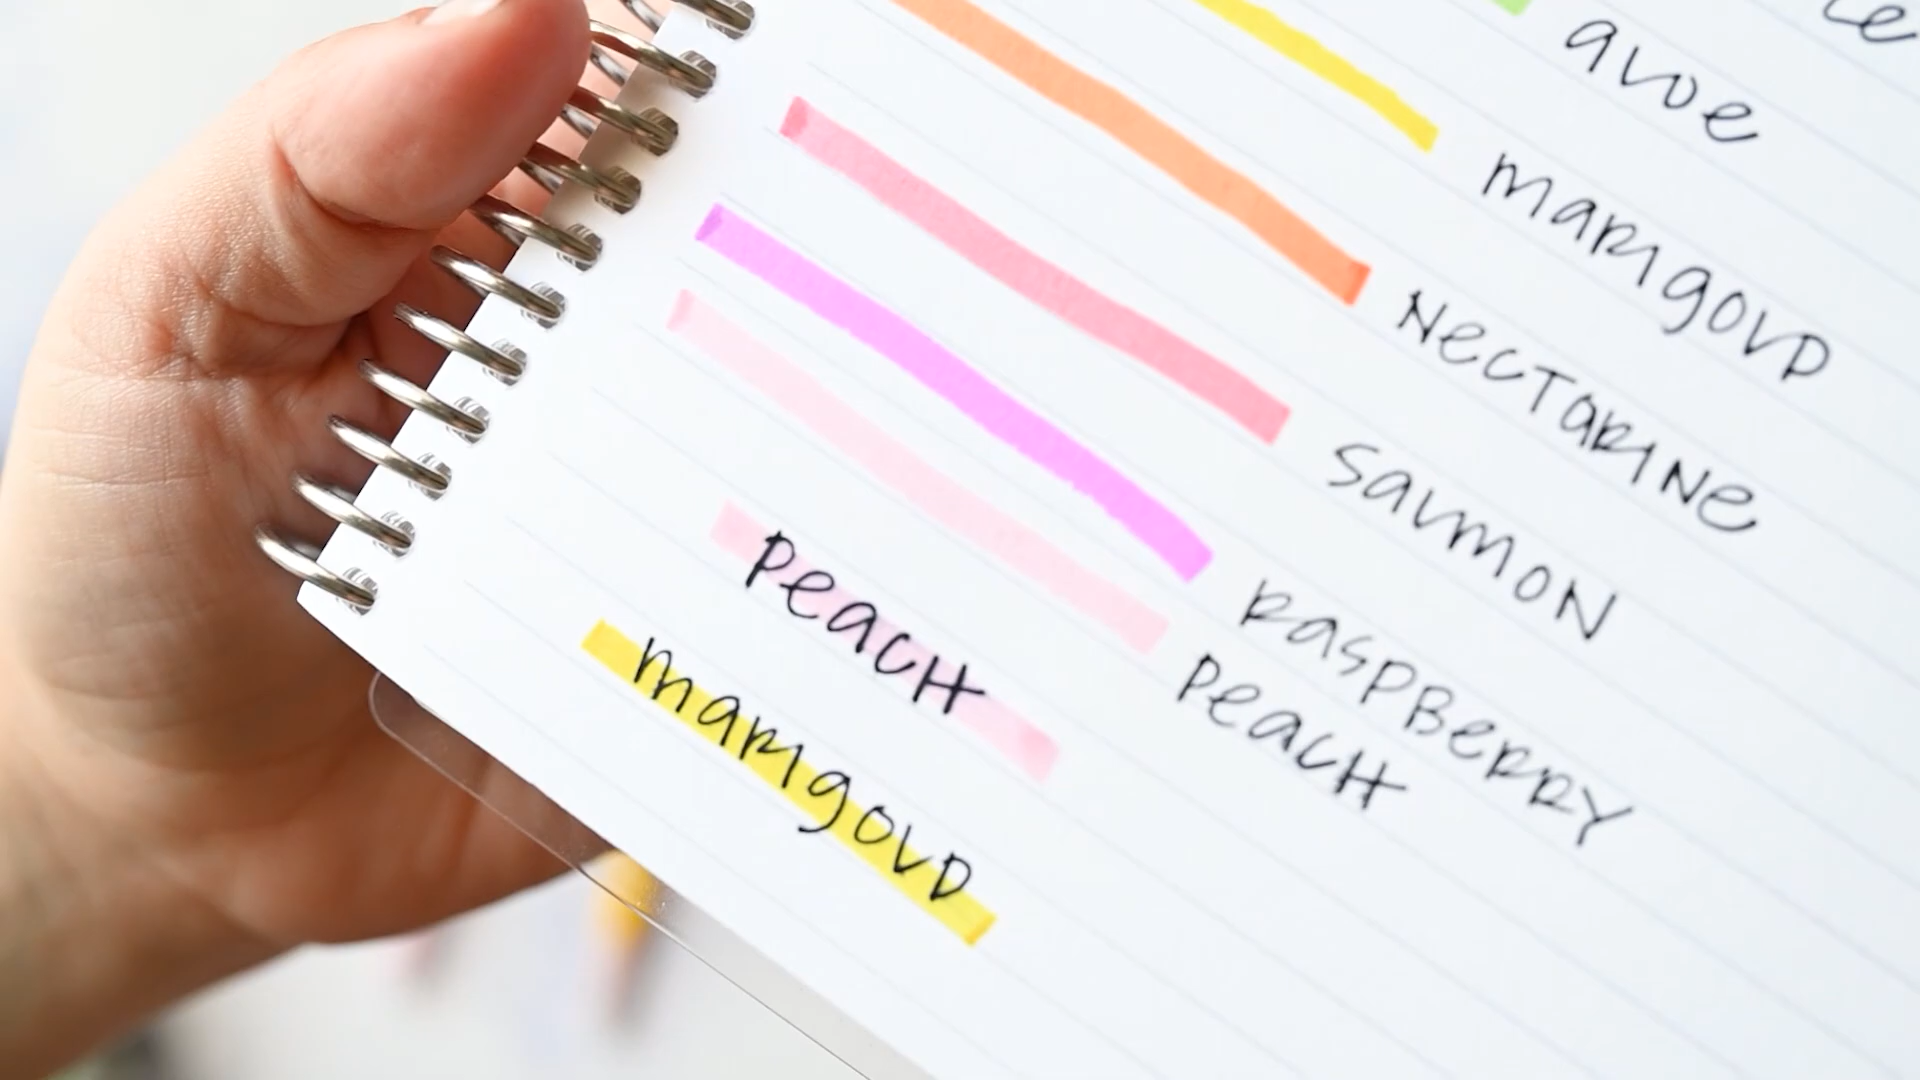 aloe
marigold
Nectarine
Salmon
Raspberry
Peach
Peach
marigold